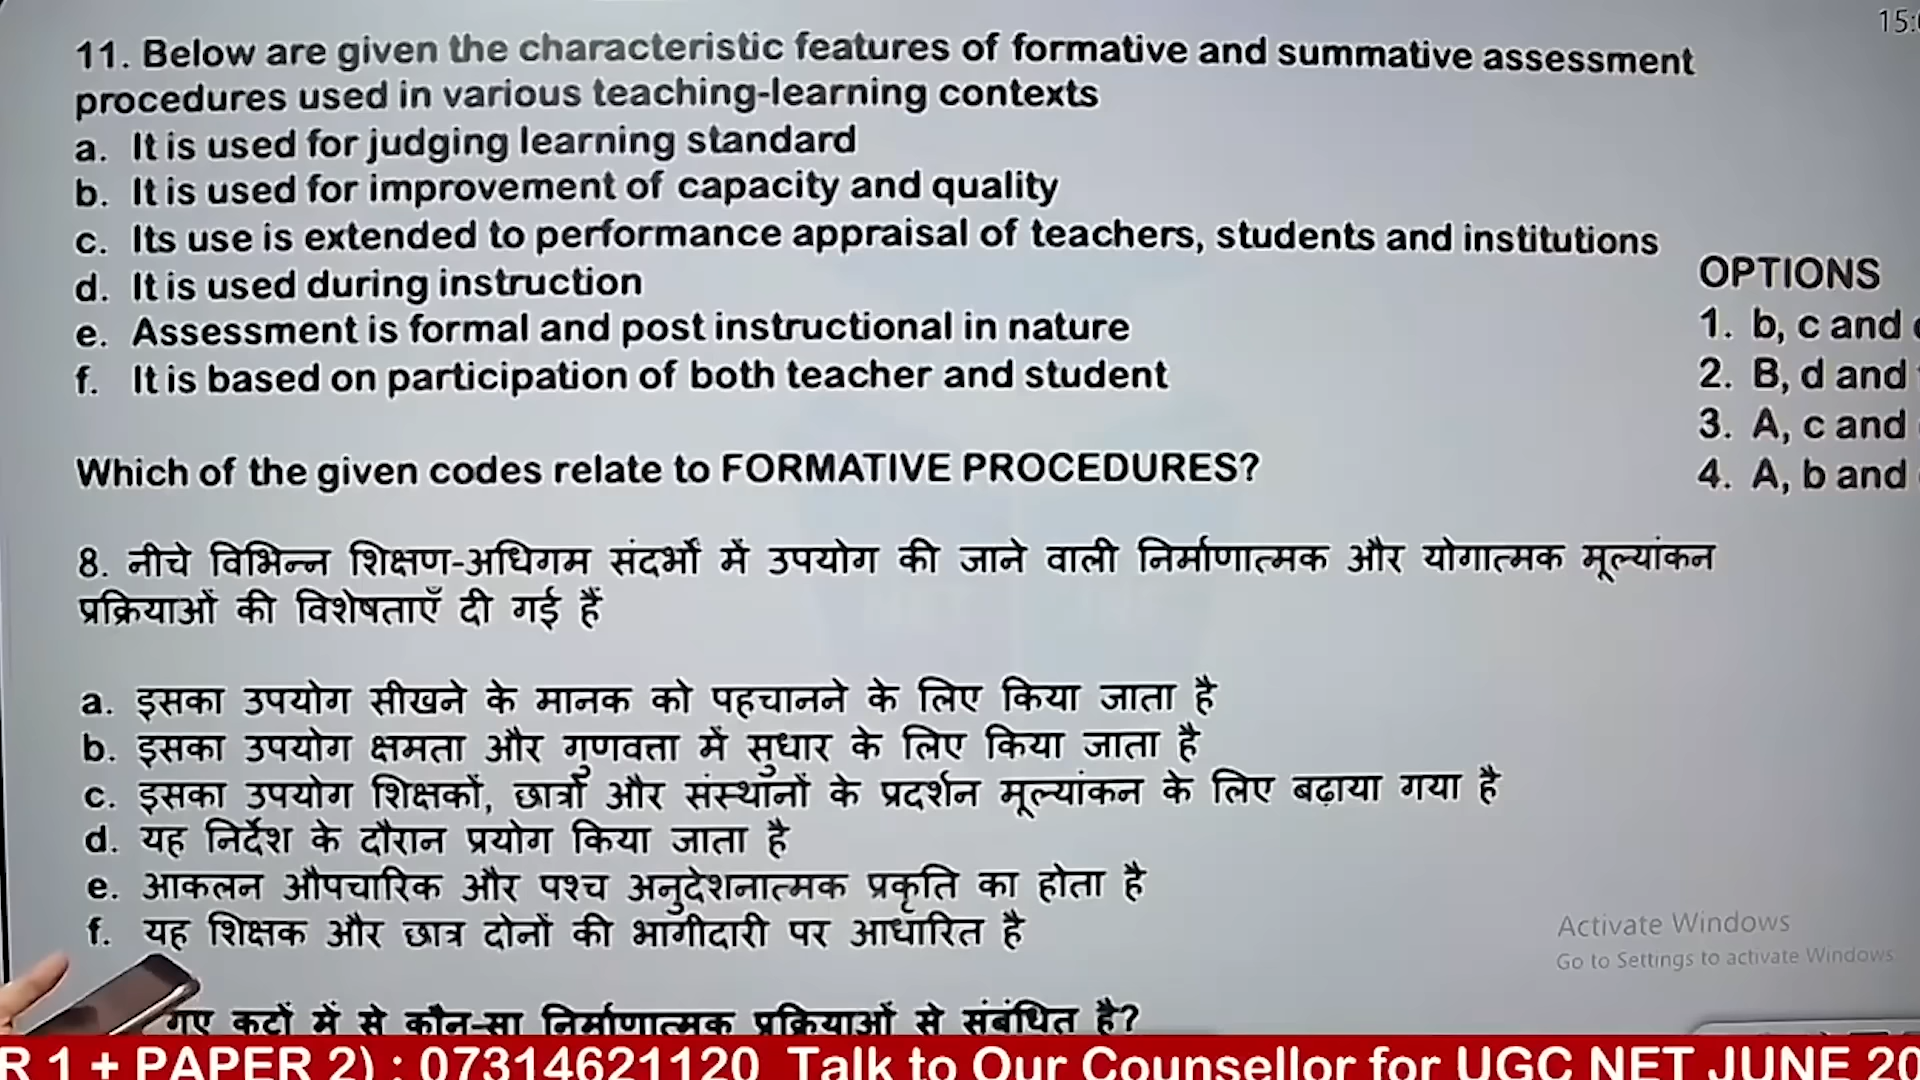 15:
11. Below are given the characteristic features of formative and summative assessment
procedures used in various teaching-learning contexts
a. It is used for judging learning standard
b. It is used for improvement of capacity and quality
c. Its use is extended to performance appraisal of teachers, students and institutions
d. It is used during instruction
e. Assessment is formal and post instructional in nature
f. It is based on participation of both teacher and student
Which of the given codes relate to FORMATIVE PROCEDURES?
OPTIONS
1. b, c and
2. B, d and
3. A, c and
4. A, b and
8. नीचे विभिन्न शिक्षण-अधिगम संदर्भों में उपयोग की जाने वाली निर्माणात्मक और योगात्मक मूल्यांकन
प्रक्रियाओं की विशेषताएँ दी गई हैं
a. इसका उपयोग सीखने के मानक को पहचानने के लिए किया जाता है
b. इसका उपयोग क्षमता और गुणवत्ता में सुधार के लिए किया जाता है
c. इसका उपयोग शिक्षकों, छात्रों और संस्थानों के प्रदर्शन मूल्यांकन के लिए बढ़ाया गया है
d. यह निर्देश के दौरान प्रयोग किया जाता है
e. आकलन औपचारिक और पश्च अनुदेशनात्मक प्रकृति का होता है
f. यह शिक्षक और छात्र दोनों की भागीदारी पर आधारित है
गए कूटों में से कौन-सा निर्माणात्मक प्रक्रियाओं से संबंधित है?
Activate Windows
Go to Settings to activate Windows
R 1 + PAPER 2) : 07314621120 Talk to Our Counsellor for UGC NET JUNE 20